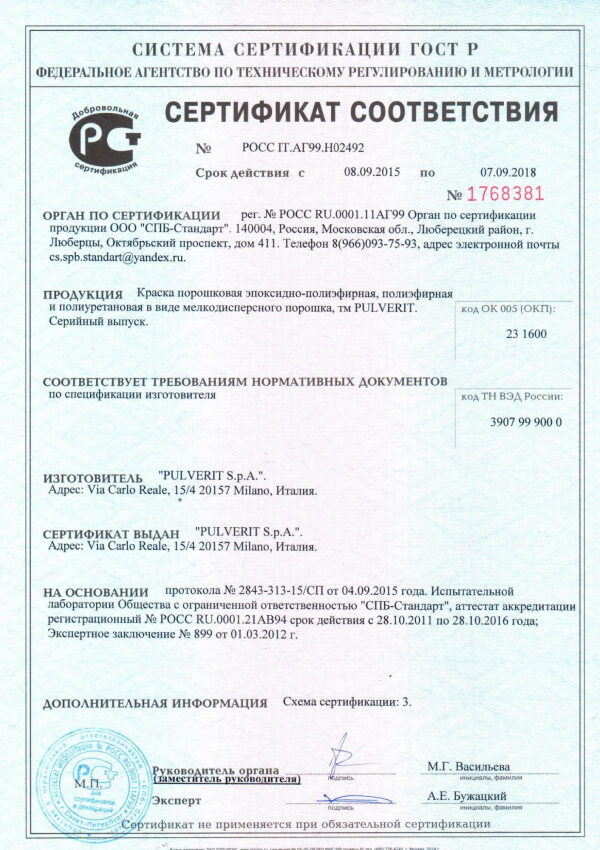 СИСТЕМА СЕРТИФИКАЦИИ ГОСТ Р
ФЕДЕРАЛЬНОЕ АГЕНТСТВО ПО ТЕХНИЧЕСКОМУ РЕГУЛИРОВАНИЮ И МЕТРОЛОГИИ
Добровольная
сертификация
СЕРТИФИКАТ СООТВЕТСТВИЯ
№ РОСС IT.АГ99.Н02492
Срок действия с 08.09.2015 по 07.09.2018
№ 1768381
ОРГАН ПО СЕРТИФИКАЦИИ рег. № РОСС RU.0001.11АГ99 Орган по сертификации
продукции ООО "СПБ-Стандарт". 140004, Россия, Московская обл., Люберецкий район, г.
Люберцы, Октябрьский проспект, дом 411. Телефон 8(966)093-75-93, адрес электронной почты
cs.spb.standart@yandex.ru.
ПРОДУКЦИЯ Краска порошковая эпоксидно-полиэфирная, полиэфирная
и полиуретановая в виде мелкодисперсного порошка, тм PULVERIT.
Серийный выпуск.
код ОК 005 (ОКП):
23 1600
СООТВЕТСТВУЕТ ТРЕБОВАНИЯМ НОРМАТИВНЫХ ДОКУМЕНТОВ
по спецификации изготовителя
код ТН ВЭД России:
3907 99 900 0
ИЗГОТОВИТЕЛЬ "PULVERIT S.p.A.".
Адрес: Via Carlo Reale, 15/4 20157 Milano, Италия.
СЕРТИФИКАТ ВЫДАН "PULVERIT S.p.A.".
Адрес: Via Carlo Reale, 15/4 20157 Milano, Италия.
НА ОСНОВАНИИ протокола № 2843-313-15/СП от 04.09.2015 года. Испытательной
лаборатории Общества с ограниченной ответственностью "СПБ-Стандарт", аттестат аккредитации
регистрационный № РОСС RU.0001.21АВ94 срок действия с 28.10.2011 по 28.10.2016 года;
Экспертное заключение № 899 от 01.03.2012 г.
ДОПОЛНИТЕЛЬНАЯ ИНФОРМАЦИЯ Схема сертификации: 3.
М.П.
для
сертификатов
и деклараций
Руководитель органа
(заместитель руководителя)
подпись
М.Г. Васильева
инициалы, фамилия
Эксперт
подпись
А.Е. Бужацкий
инициалы, фамилия
Сертификат не применяется при обязательной сертификации